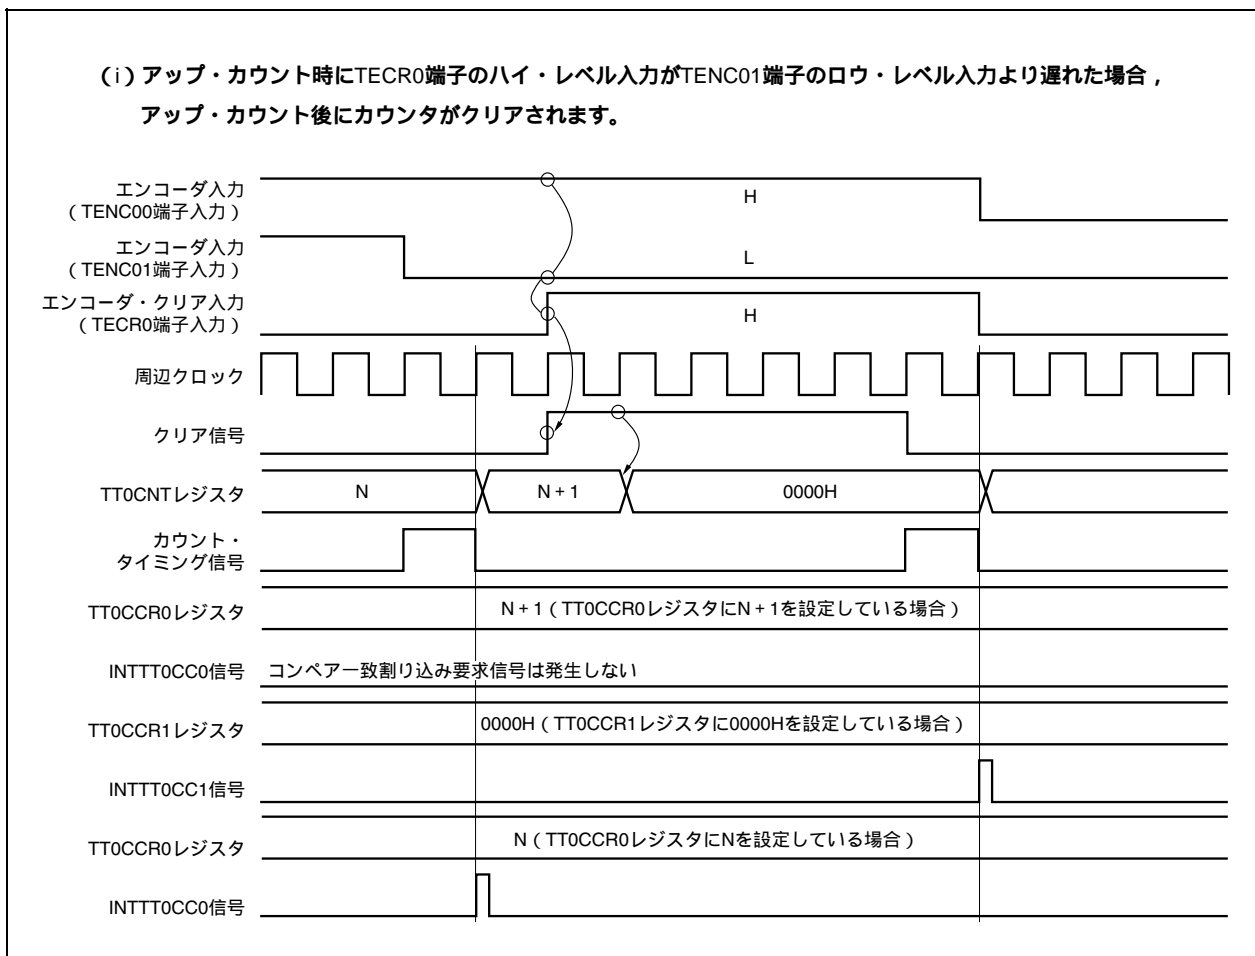 （i）アップ・カウント時にTECR0端子のハイ・レベル入力がTENC01端子のロウ・レベル入力より遅れた場合，
アップ・カウント後にカウンタがクリアされます。
エンコーダ入力
（TENC00端子入力）
H
エンコーダ入力
（TENC01端子入力）
L
エンコーダ・クリア入力
（TECR0端子入力）
H
周辺クロック
クリア信号
TT0CNTレジスタ
N
N + 1
0000H
カウント・
タイミング信号
TT0CCR0レジスタ
N + 1（TT0CCR0レジスタにN + 1を設定している場合）
INTTT0CC0信号
コンペア一致割り込み要求信号は発生しない
TT0CCR1レジスタ
0000H（TT0CCR1レジスタに0000Hを設定している場合）
INTTT0CC1信号
TT0CCR0レジスタ
N（TT0CCR0レジスタにNを設定している場合）
INTTT0CC0信号